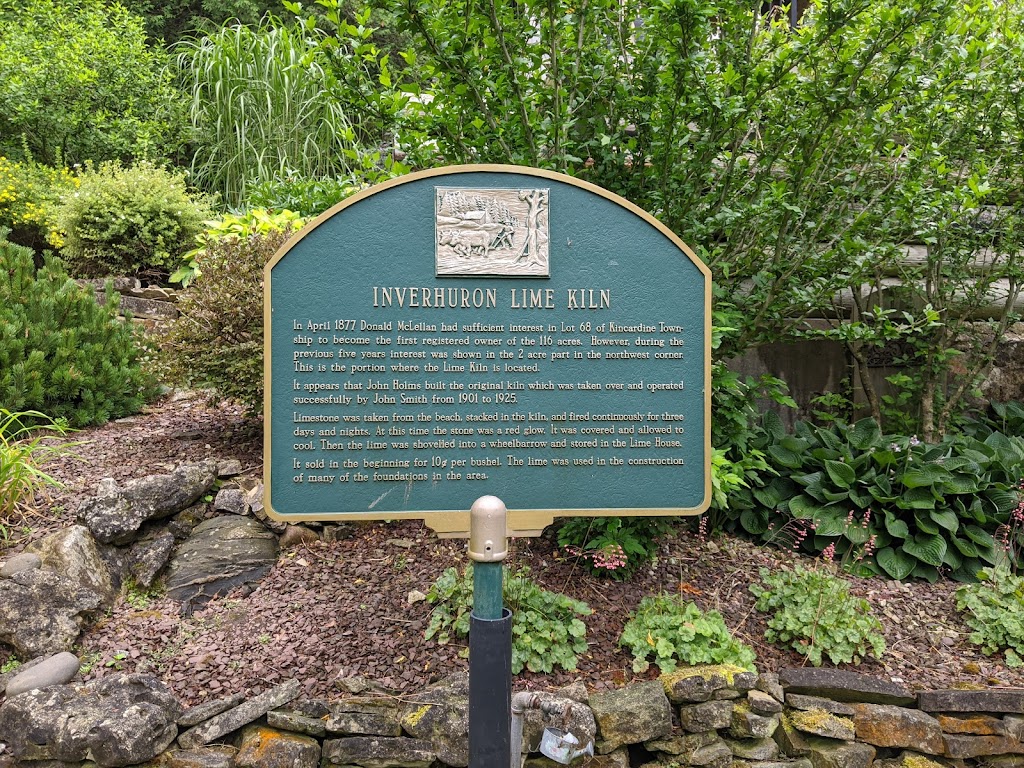 INVERHURON LIME KILN
In April 1877 Donald McLellan had sufficient interest in Lot 68 of Kincardine Town-
ship to become the first registered owner of the 116 acres. However, during the
previous five years interest was shown in the 2 acre part in the northwest corner.
This is the portion where the Lime Kiln is located.
It appears that John Holms built the original kiln which was taken over and operated
successfully by John Smith from 1901 to 1925.
Limestone was taken from the beach, stacked in the kiln, and fired continuously for three
days and nights. At this time the stone was a red glow. It was covered and allowed to
cool. Then the lime was shovelled into a wheelbarrow and stored in the Lime House.
It sold in the beginning for 10¢ per bushel. The lime was used in the construction
of many of the foundations in the area.